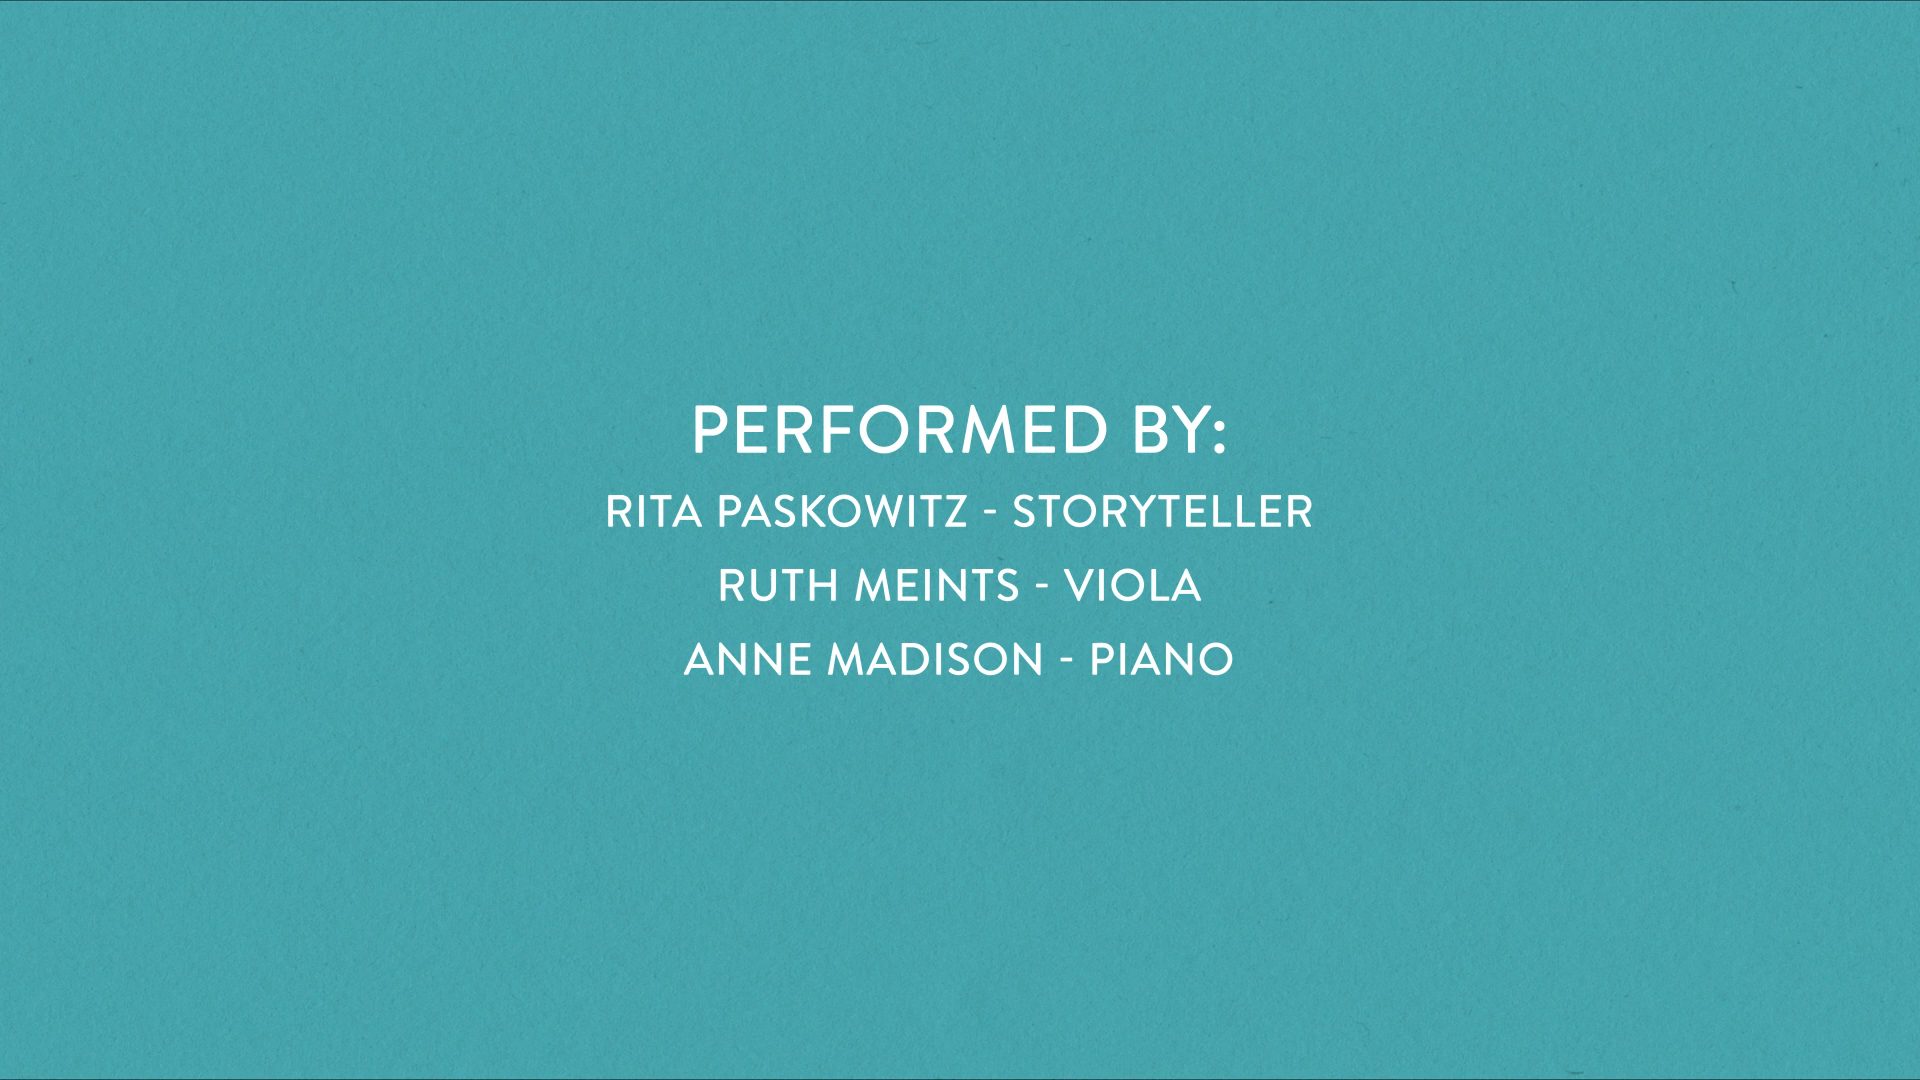 PERFORMED BY:
RITA PASKOWITZ - STORYTELLER
RUTH MEINTS - VIOLA
ANNE MADISON - PIANO